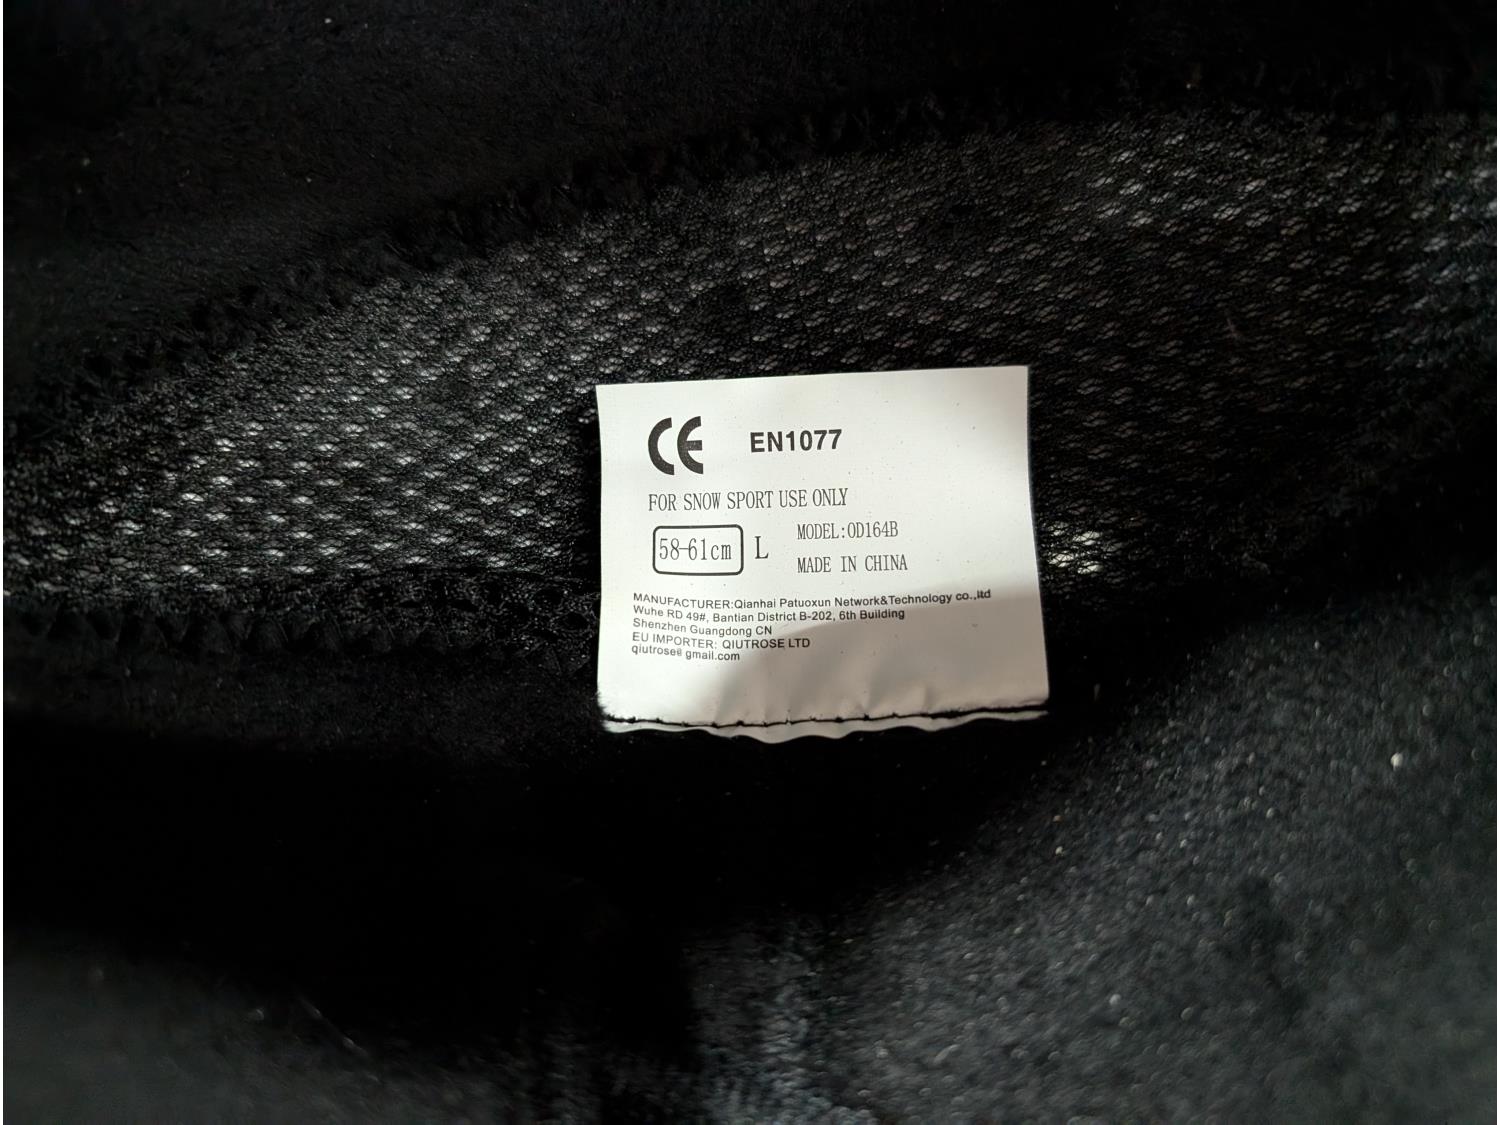 CE EN1077
FOR SNOW SPORT USE ONLY
58-61cm L
MODEL:OD164B
MADE IN CHINA
MANUFACTURER:Qianhai Patuoxun Network&Technology co.,ltd
Wuhe RD 49#, Bantian District B-202, 6th Building
Shenzhen Guangdong CN
EU IMPORTER: QIUTROSE LTD
qiutrose@gmail.com